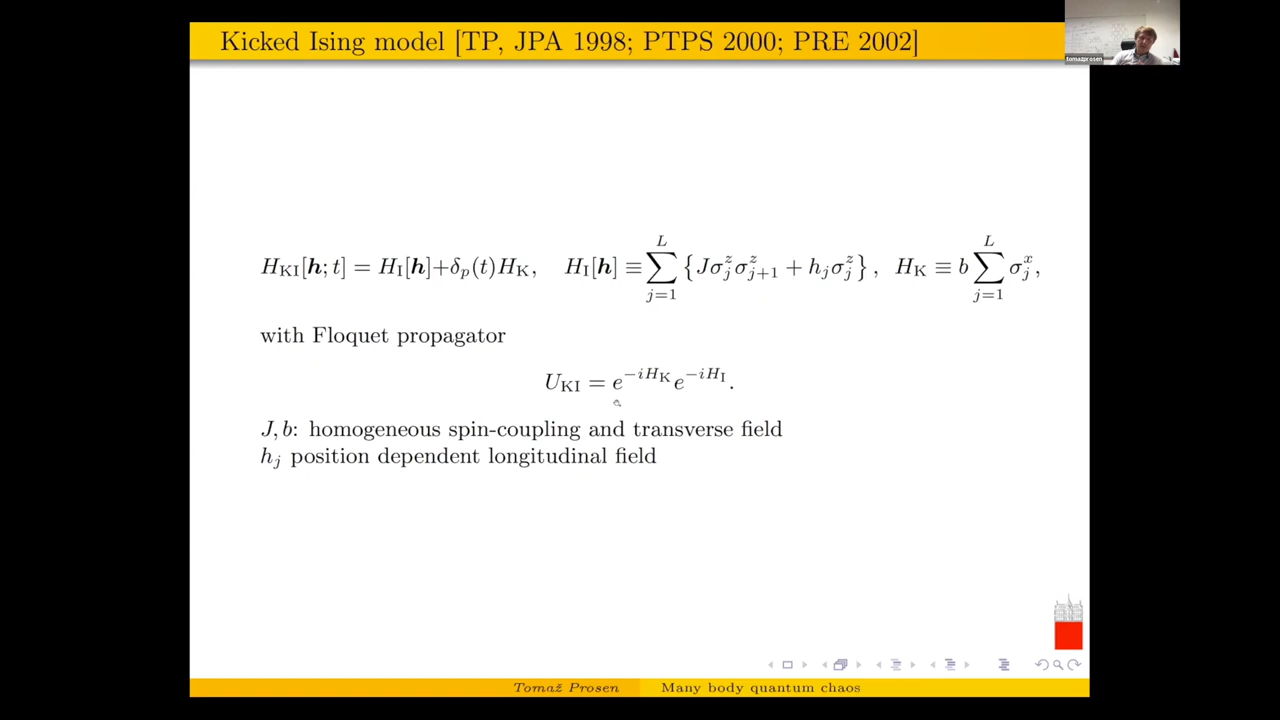 Kicked Ising model [TP, JPA 1998; PTPS 2000; PRE 2002]
tomazprosen
H_KI[h; t] = H_I[h]+δ_p(t)H_K, H_I[h] ≡ ∑_{j=1}^{L} {Jσ_j^z σ_{j+1}^z + h_j σ_j^z}, H_K ≡ b ∑_{j=1}^{L} σ_j^x,
with Floquet propagator
U_KI = e^{−iH_K} e^{−iH_I}.
J, b: homogeneous spin-coupling and transverse field
h_j position dependent longitudinal field
Tomaž Prosen Many body quantum chaos